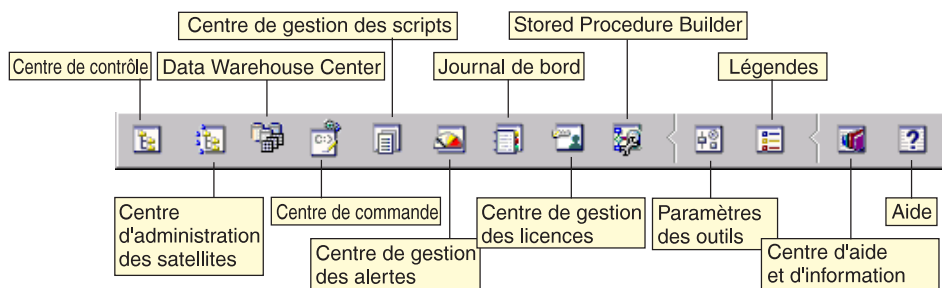 Centre de gestion des scripts
Stored Procedure Builder
Centre de contrôle
Data Warehouse Center
Journal de bord
Légendes
Centre
d'administration
des satellites
Centre de commande
Centre de gestion
des alertes
Centre de gestion
des licences
Paramètres
des outils
Centre d'aide
et d'information
Aide